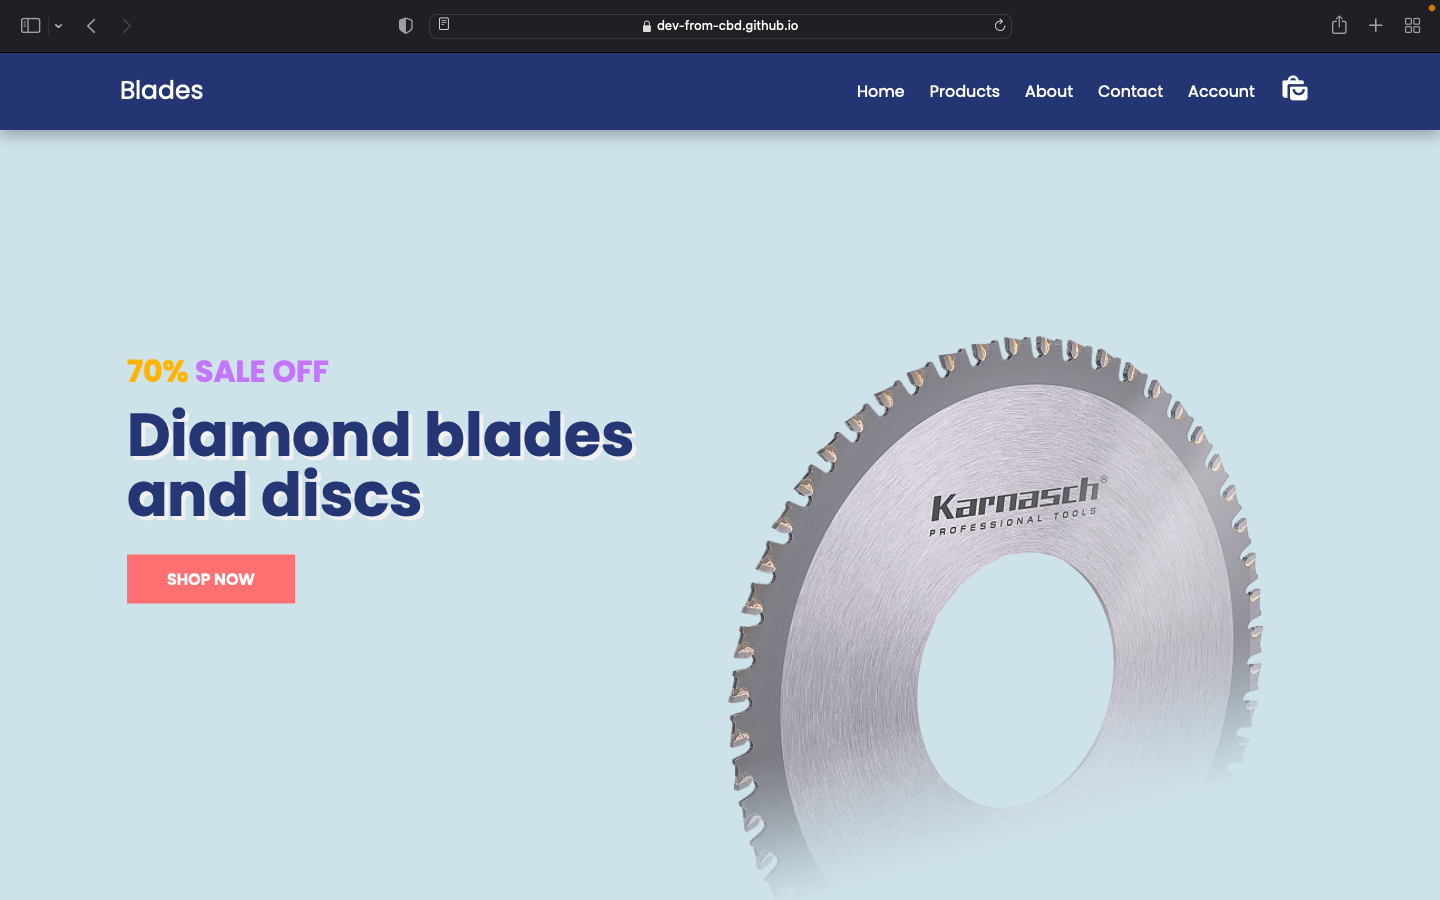 dev-from-cbd.github.io
Blades
Home Products About Contact Account
70% SALE OFF
Diamond blades
and discs
SHOP NOW
Karnasch®
PROFESSIONAL TOOLS